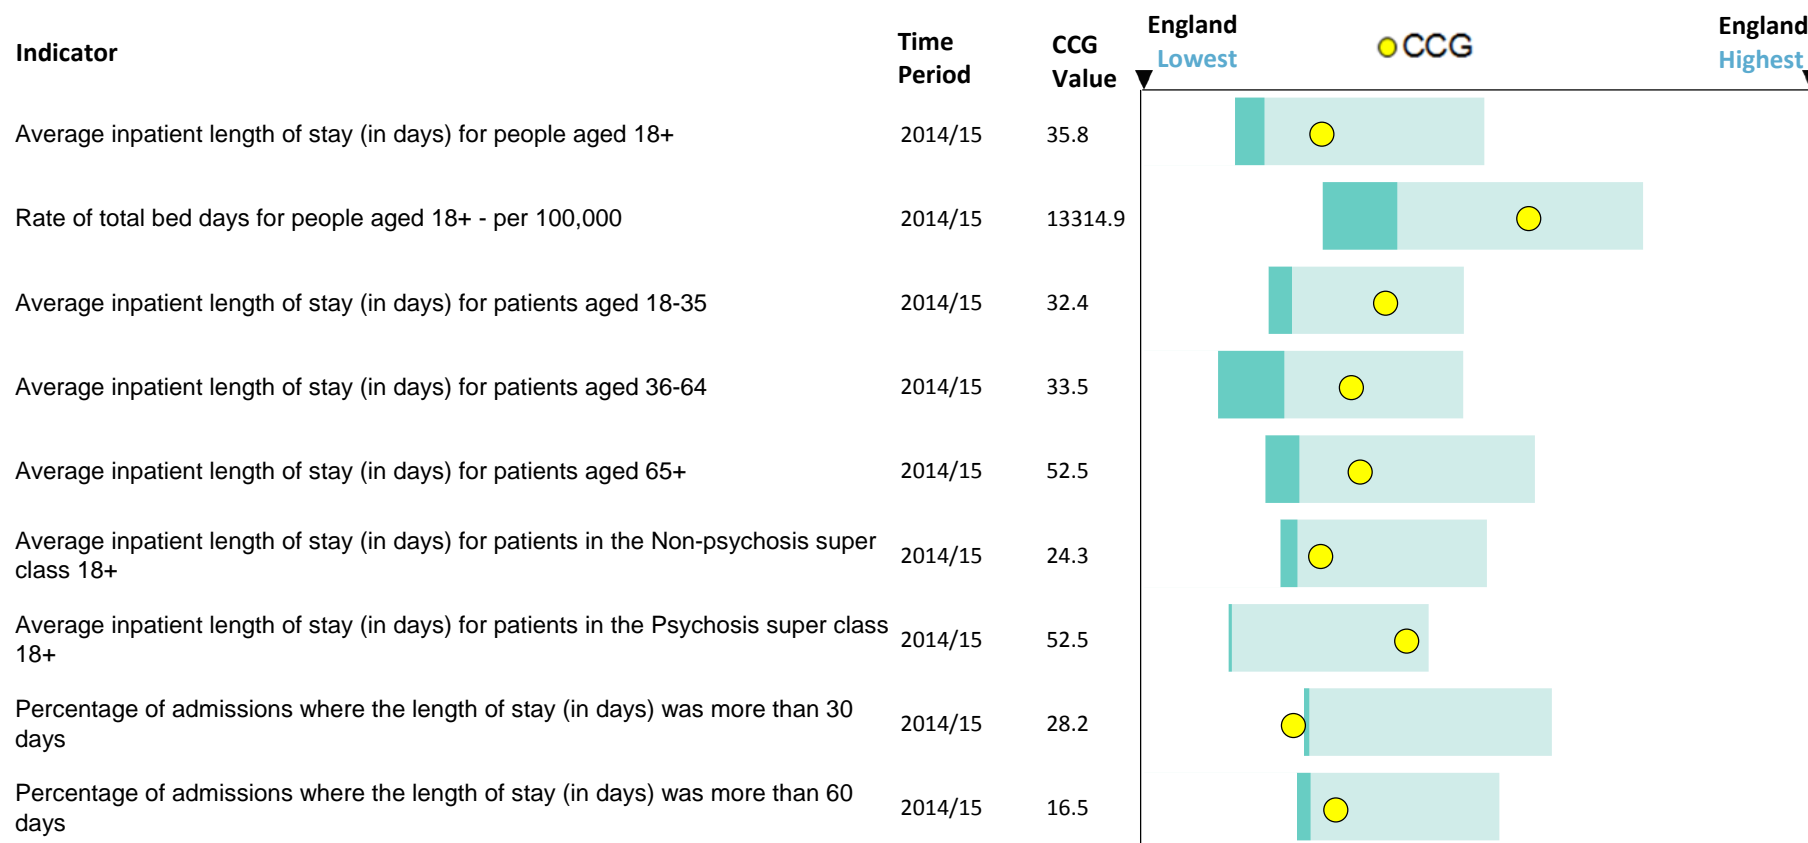 Indicator
Time
Period
CCG
Value
England
Lowest
CCG
England
Highest
Average inpatient length of stay (in days) for people aged 18+ 2014/15 35.8
Rate of total bed days for people aged 18+ - per 100,000 2014/15 13314.9
Average inpatient length of stay (in days) for patients aged 18-35 2014/15 32.4
Average inpatient length of stay (in days) for patients aged 36-64 2014/15 33.5
Average inpatient length of stay (in days) for patients aged 65+ 2014/15 52.5
Average inpatient length of stay (in days) for patients in the Non-psychosis super
class 18+
2014/15 24.3
Average inpatient length of stay (in days) for patients in the Psychosis super class
18+
2014/15 52.5
Percentage of admissions where the length of stay (in days) was more than 30
days
2014/15 28.2
Percentage of admissions where the length of stay (in days) was more than 60
days
2014/15 16.5